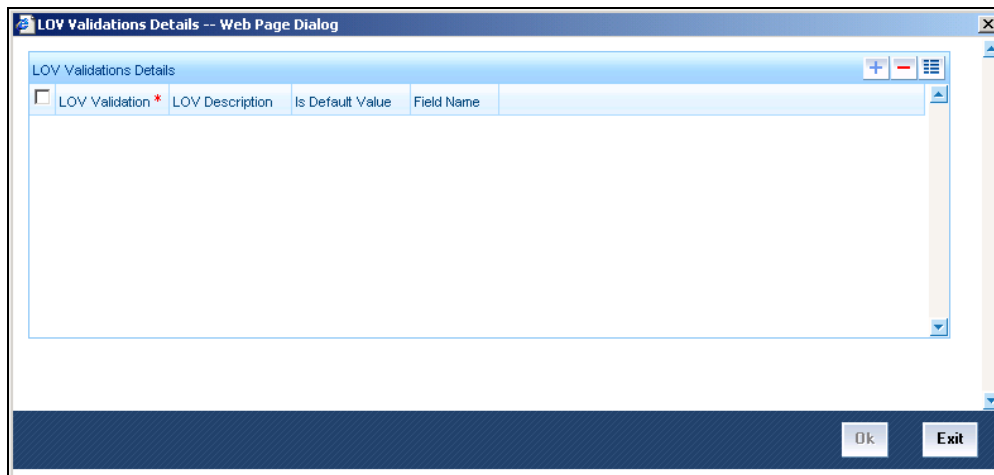 LOV Validations Details -- Web Page Dialog
LOV Validations Details
LOV Validation * LOV Description Is Default Value Field Name
Ok Exit